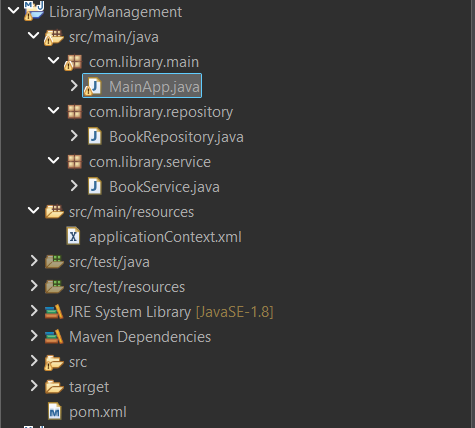 LibraryManagement
src/main/java
com.library.main
MainApp.java
com.library.repository
BookRepository.java
com.library.service
BookService.java
src/main/resources
applicationContext.xml
src/test/java
src/test/resources
JRE System Library [JavaSE-1.8]
Maven Dependencies
src
target
pom.xml